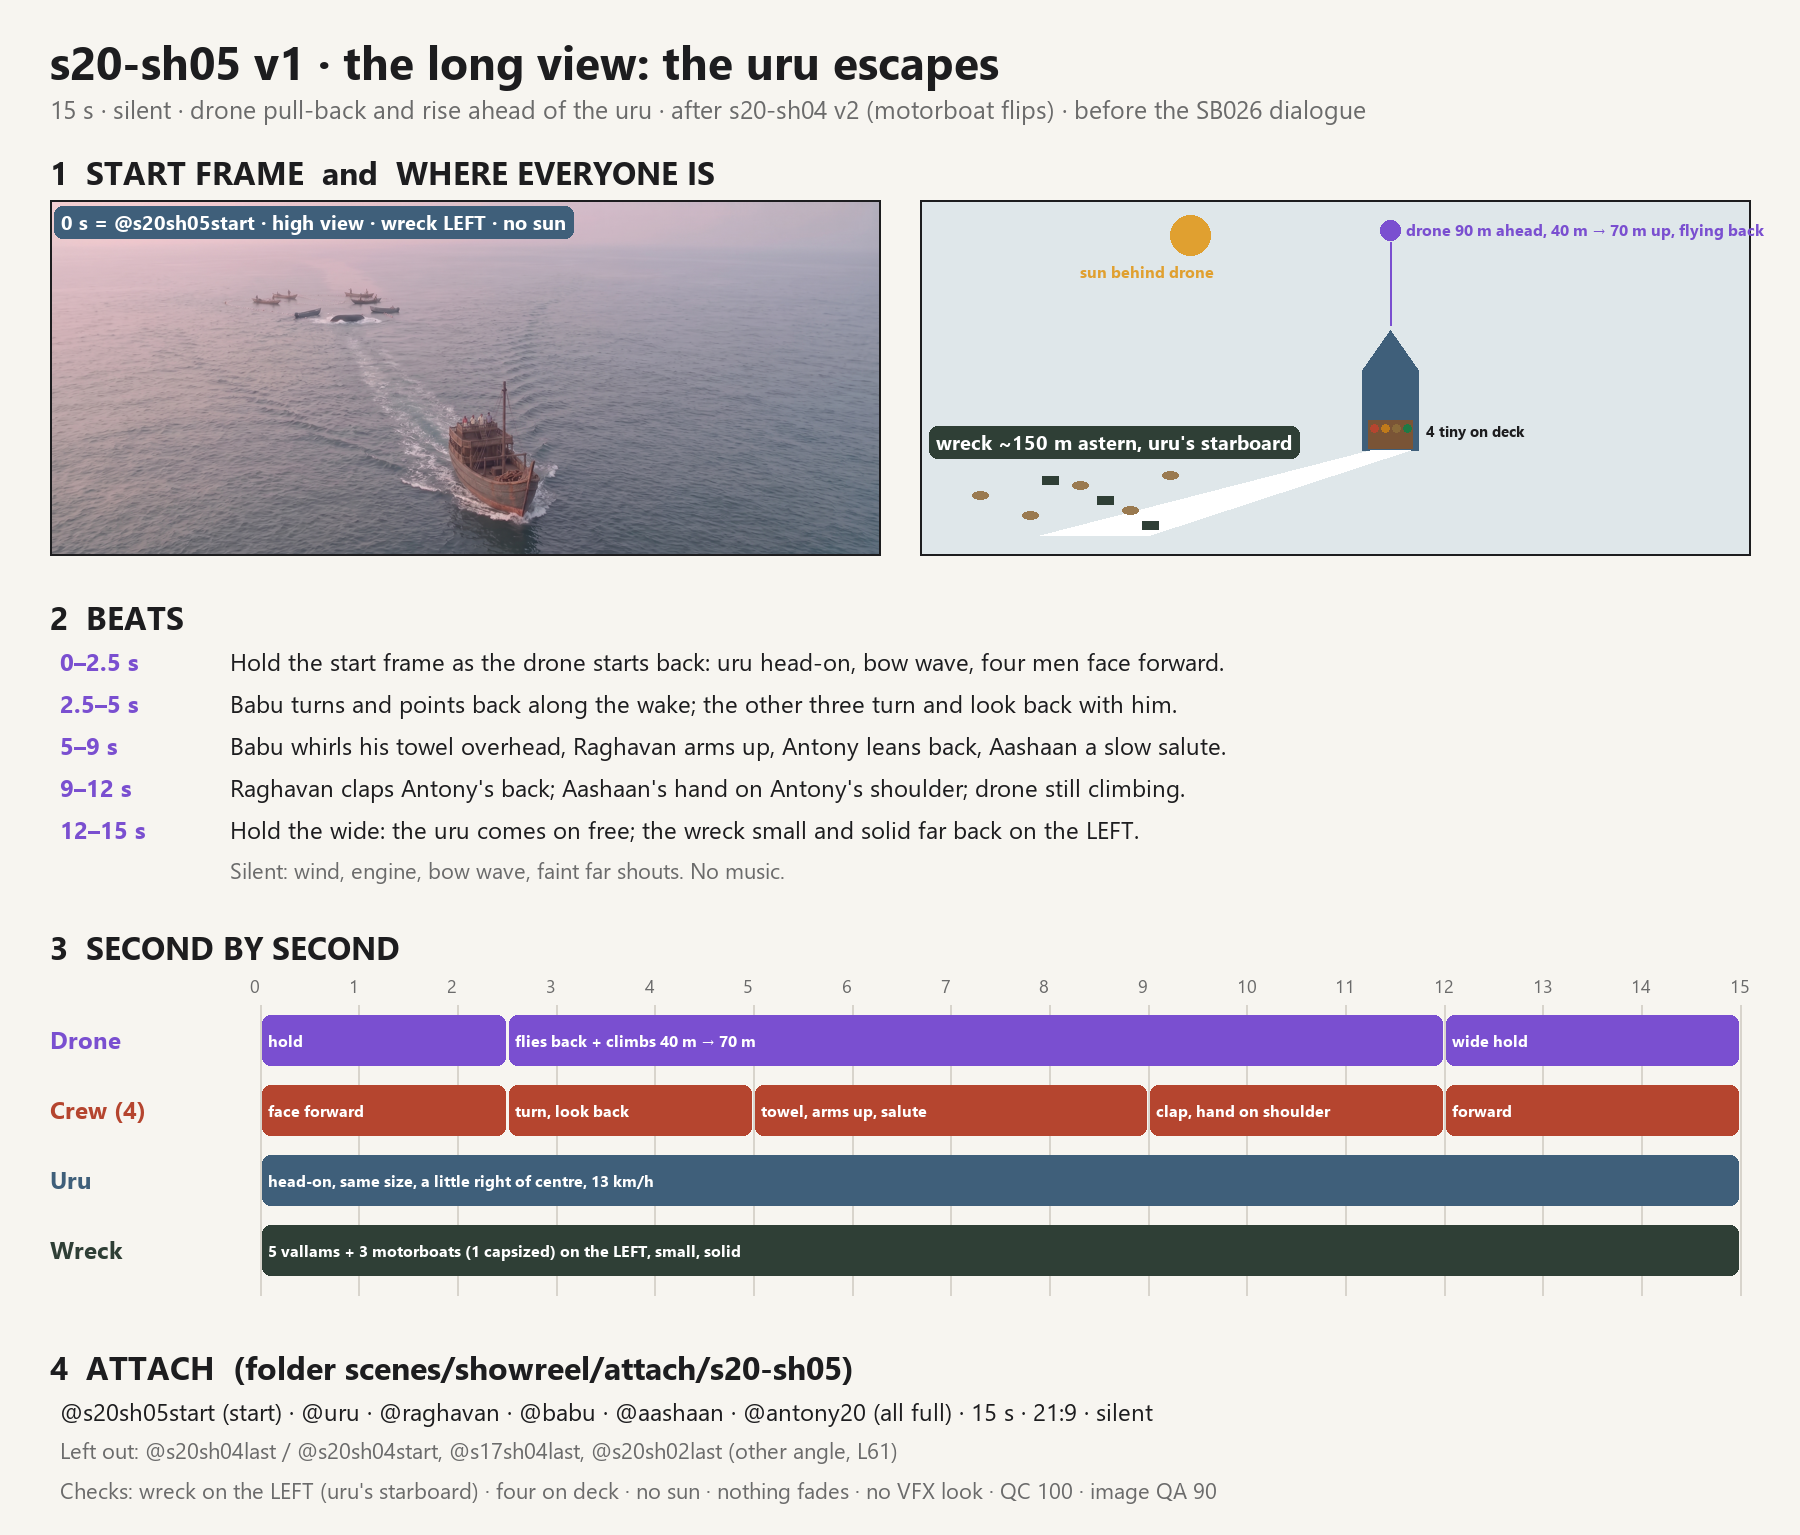 s20-sh05 v1 · the long view: the uru escapes
15 s · silent · drone pull-back and rise ahead of the uru · after s20-sh04 v2 (motorboat flips) · before the SB026 dialogue
1 START FRAME and WHERE EVERYONE IS
0 s = @s20sh05start · high view · wreck LEFT · no sun
drone 90 m ahead, 40 m → 70 m up, flying back
sun behind drone
4 tiny on deck
wreck ~150 m astern, uru's starboard
2 BEATS
0–2.5 s Hold the start frame as the drone starts back: uru head-on, bow wave, four men face forward.
2.5–5 s Babu turns and points back along the wake; the other three turn and look back with him.
5–9 s Babu whirls his towel overhead, Raghavan arms up, Antony leans back, Aashaan a slow salute.
9–12 s Raghavan claps Antony's back; Aashaan's hand on Antony's shoulder; drone still climbing.
12–15 s Hold the wide: the uru comes on free; the wreck small and solid far back on the LEFT.
Silent: wind, engine, bow wave, faint far shouts. No music.
3 SECOND BY SECOND
0 1 2 3 4 5 6 7 8 9 10 11 12 13 14 15
Drone hold flies back + climbs 40 m → 70 m wide hold
Crew (4) face forward turn, look back towel, arms up, salute clap, hand on shoulder forward
Uru head-on, same size, a little right of centre, 13 km/h
Wreck 5 vallams + 3 motorboats (1 capsized) on the LEFT, small, solid
4 ATTACH (folder scenes/showreel/attach/s20-sh05)
@s20sh05start (start) · @uru · @raghavan · @babu · @aashaan · @antony20 (all full) · 15 s · 21:9 · silent
Left out: @s20sh04last / @s20sh04start, @s17sh04last, @s20sh02last (other angle, L61)
Checks: wreck on the LEFT (uru's starboard) · four on deck · no sun · nothing fades · no VFX look · QC 100 · image QA 90